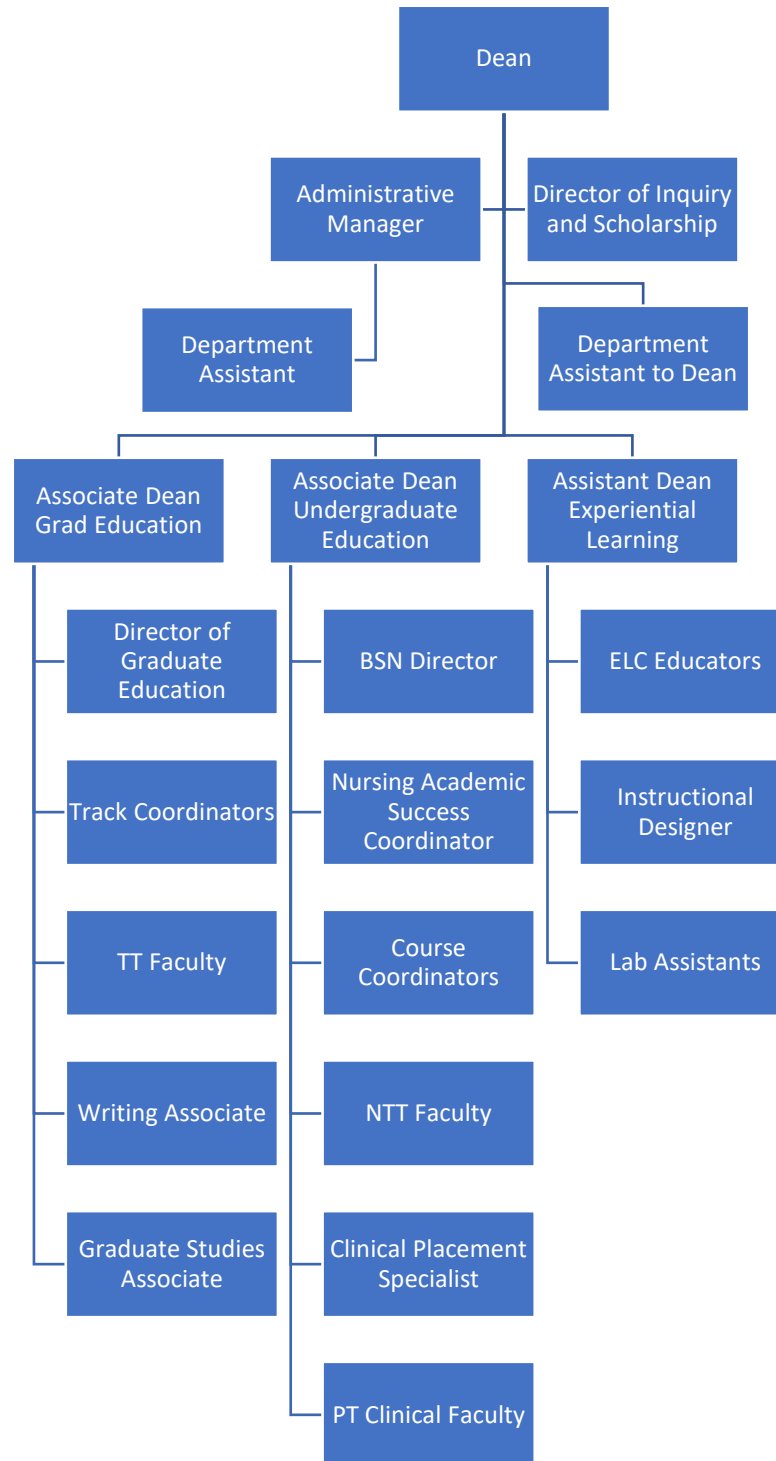 Dean
Administrative
Manager
Director of Inquiry
and Scholarship
Department
Assistant
Department
Assistant to Dean
Associate Dean
Grad Education
Associate Dean
Undergraduate
Education
Assistant Dean
Experiential
Learning
Director of
Graduate
Education
BSN Director
ELC Educators
Track Coordinators
Nursing Academic
Success
Coordinator
Instructional
Designer
TT Faculty
Course
Coordinators
Lab Assistants
Writing Associate
NTT Faculty
Graduate Studies
Associate
Clinical Placement
Specialist
PT Clinical Faculty